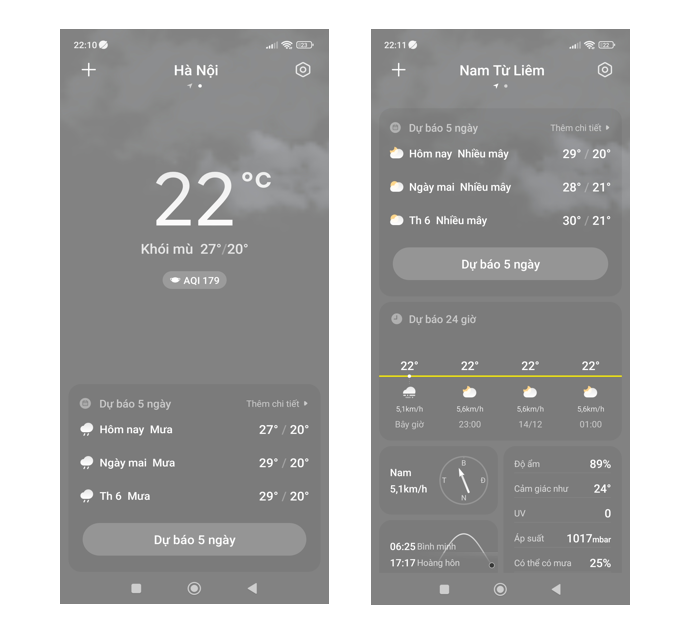 22:10
23
Hà Nội
22 °C
Khói mù 27°/20°
AQI 179
Dự báo 5 ngày Thêm chi tiết
Hôm nay Mưa 27° / 20°
Ngày mai Mưa 29° / 20°
Th 6 Mưa 29° / 20°
Dự báo 5 ngày
22:11
Nam Từ Liêm
Dự báo 5 ngày Thêm chi tiết
Hôm nay Nhiều mây 29° / 20°
Ngày mai Nhiều mây 28° / 21°
Th 6 Nhiều mây 30° / 21°
Dự báo 5 ngày
Dự báo 24 giờ
22° 22° 22° 22°
5,1km/h 5,6km/h 5,6km/h 5,6km/h
Bây giờ 23:00 14/12 01:00
Nam
5,1km/h
B
T Đ
N
06:25 Bình minh
17:17 Hoàng hôn
Độ ẩm 89%
Cảm giác như 24°
UV 0
Áp suất 1017mbar
Có thể có mưa 25%